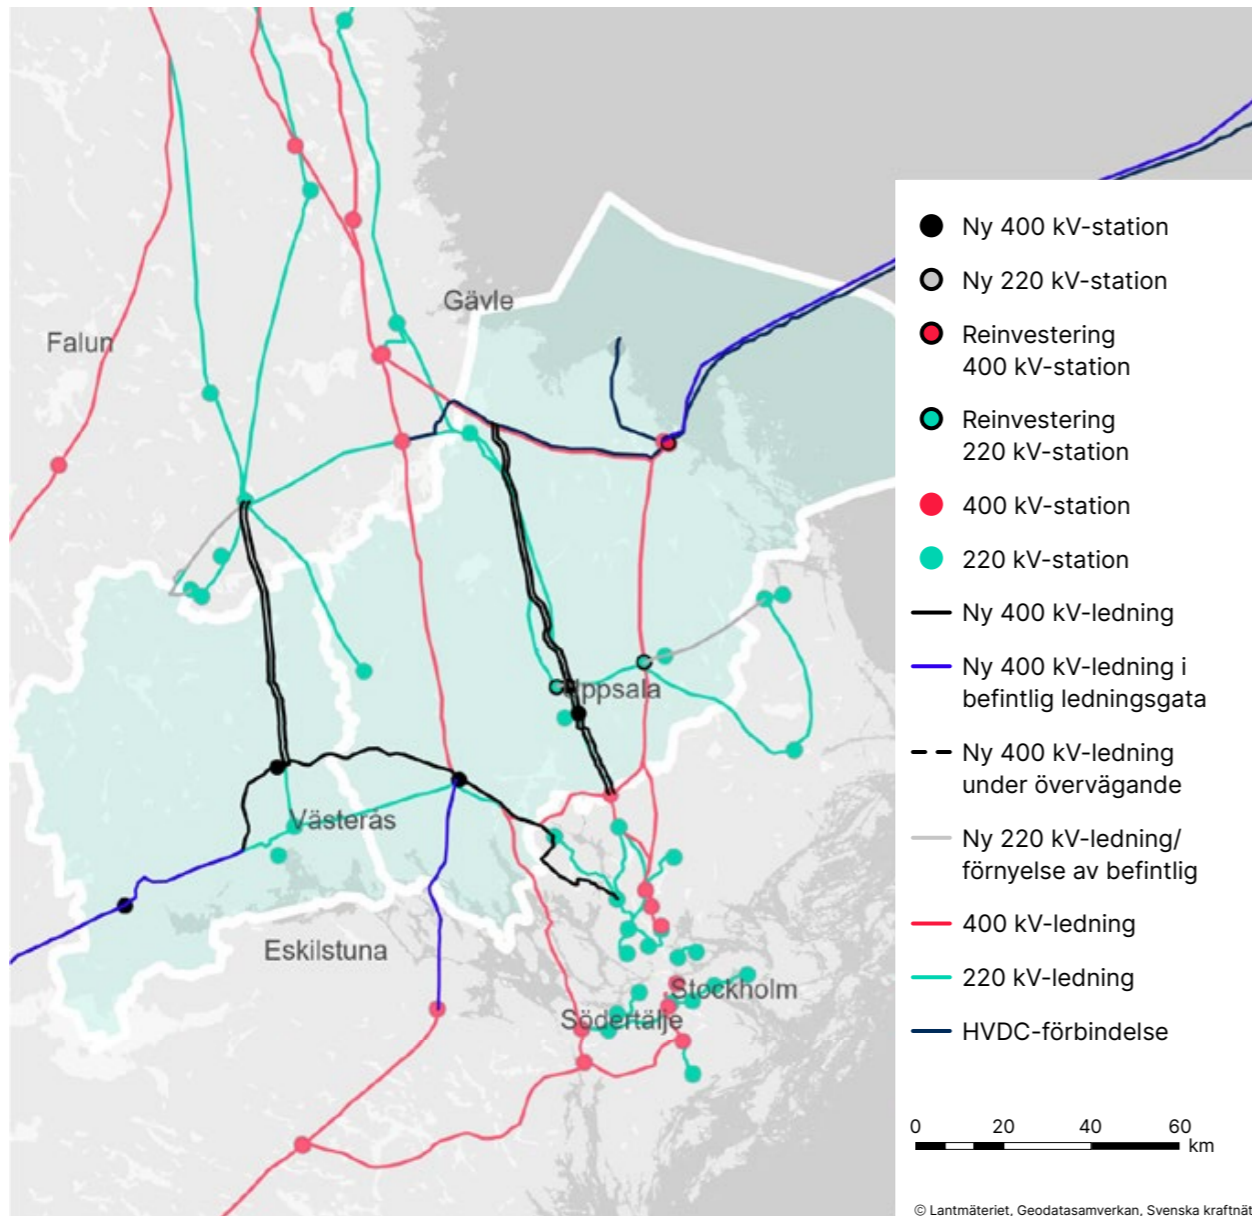 Gävle
Falun
Uppsala
Västerås
Eskilstuna
Stockholm
Södertälje
Ny 400 kV-station
Ny 220 kV-station
Reinvestering
400 kV-station
Reinvestering
220 kV-station
400 kV-station
220 kV-station
Ny 400 kV-ledning
Ny 400 kV-ledning i
befintlig ledningsgata
Ny 400 kV-ledning
under övervägande
Ny 220 kV-ledning/
förnyelse av befintlig
400 kV-ledning
220 kV-ledning
HVDC-förbindelse
0 20 40 60
km
© Lantmäteriet, Geodatasamverkan, Svenska kraftnät